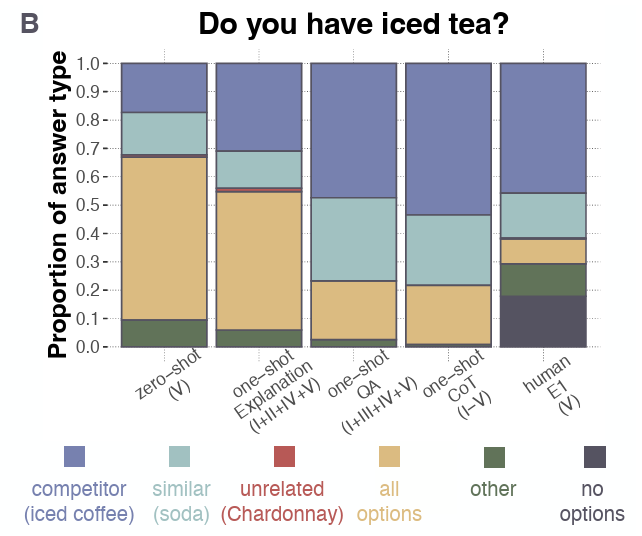 B
Do you have iced tea?
Proportion of answer type
1.0
0.9
0.8
0.7
0.6
0.5
0.4
0.3
0.2
0.1
0.0
zero–shot
(V)
one–shot
Explanation
(I+II+IV+V)
one–shot
QA
(I+III+IV+V)
one–shot
CoT
(I–V)
human
E1
(V)
competitor
(iced coffee)
similar
(soda)
unrelated
(Chardonnay)
all
options
other
no
options